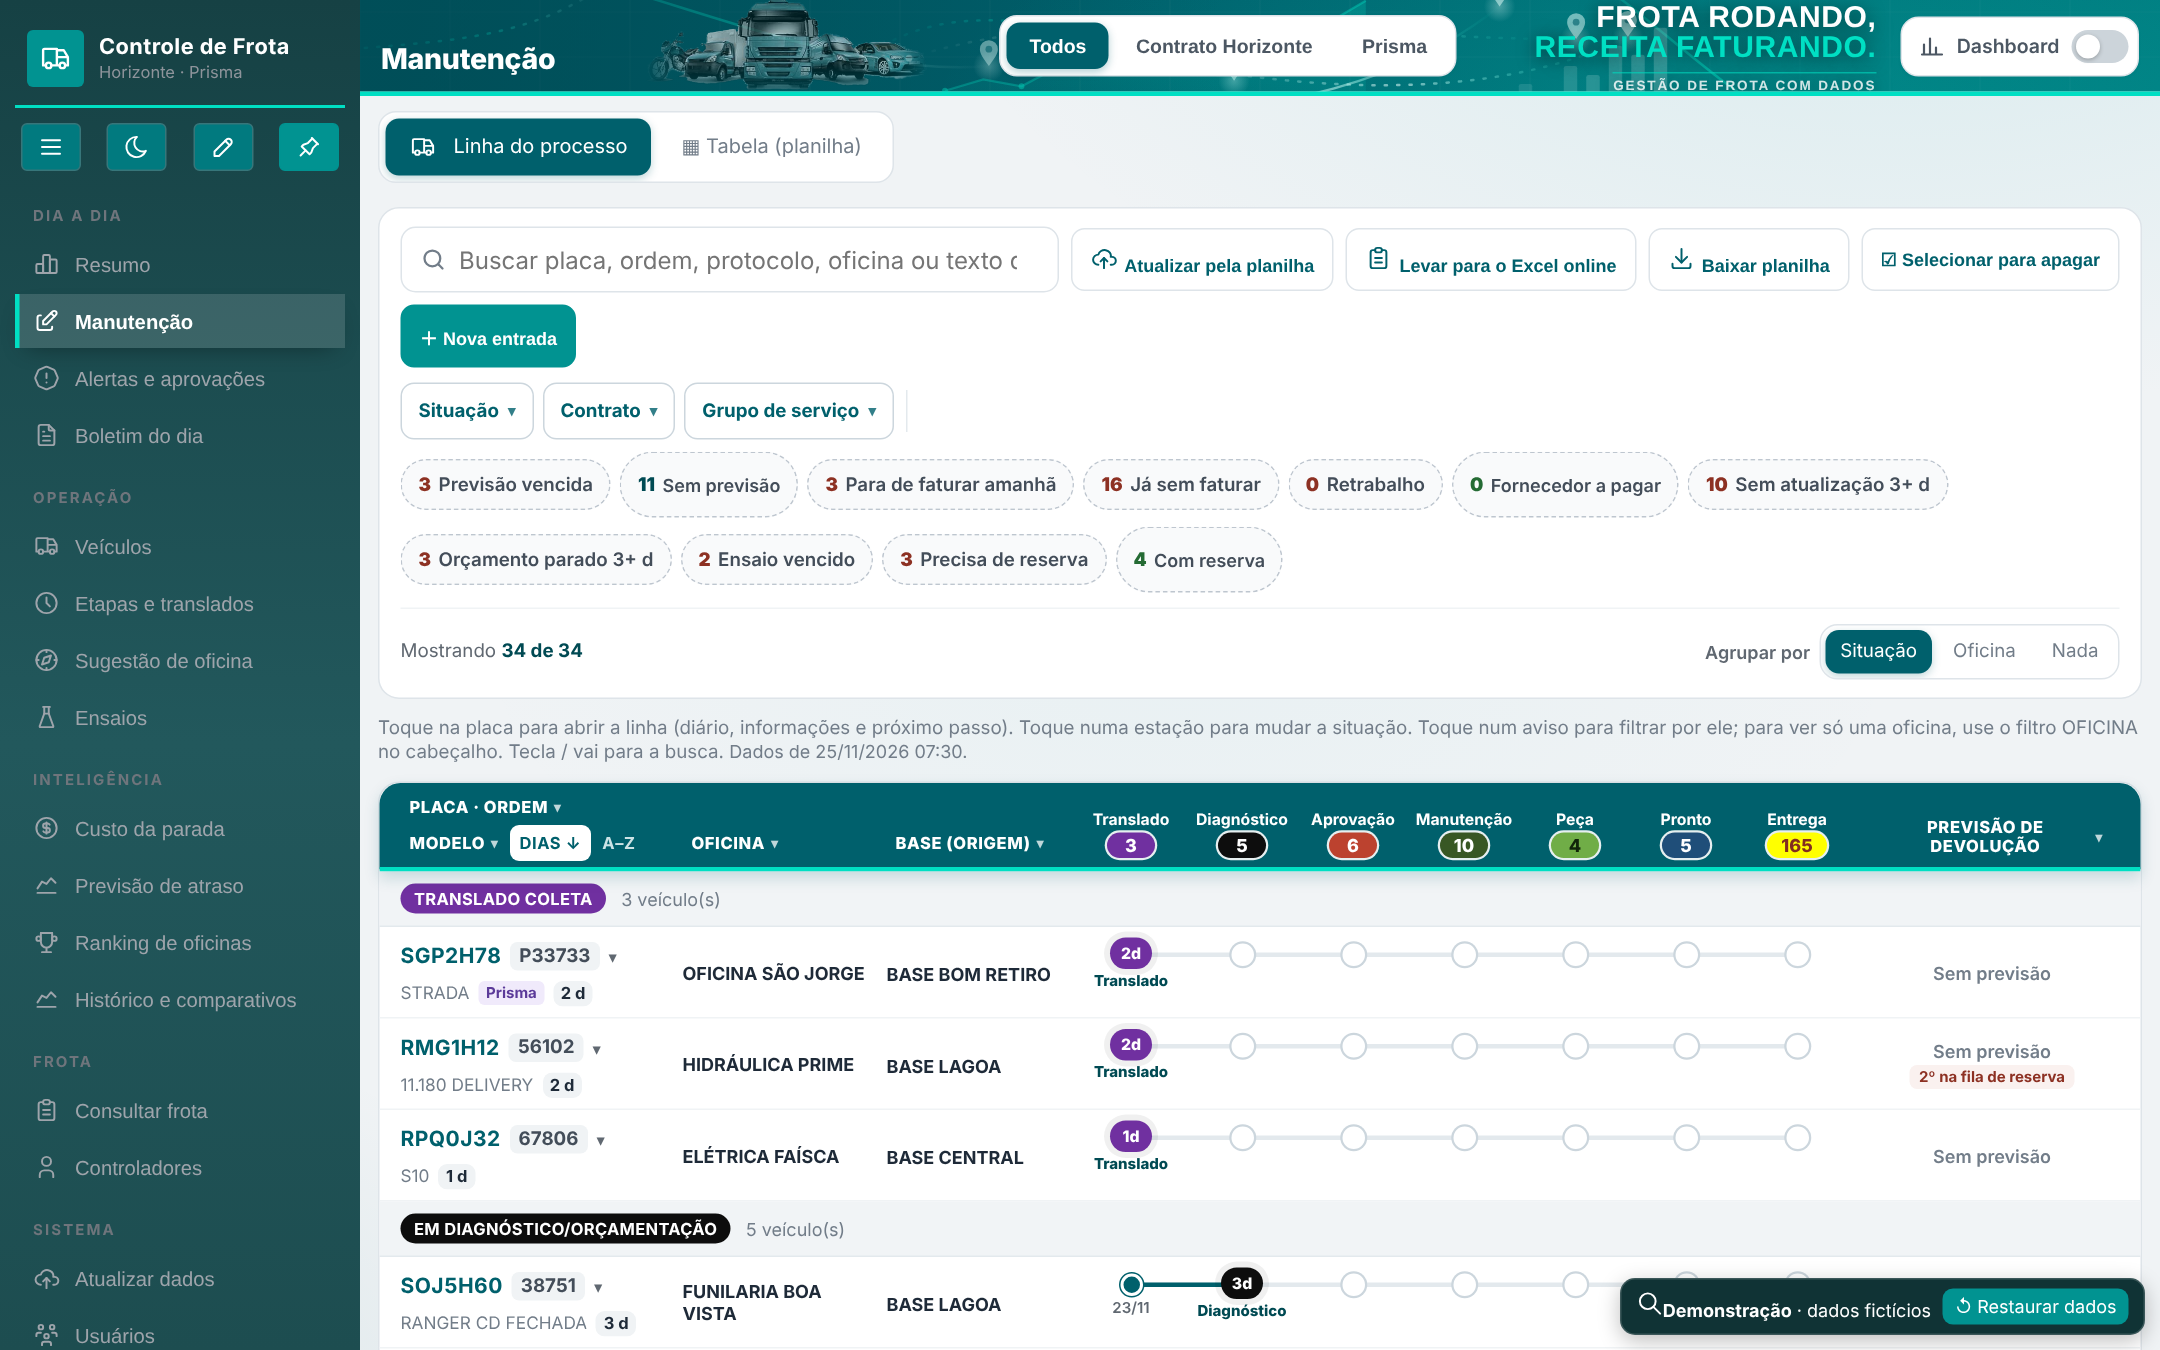 Controle de Frota
Horizonte · Prisma
DIA A DIA
Resumo
Manutenção
Alertas e aprovações
Boletim do dia
OPERAÇÃO
Veículos
Etapas e translados
Sugestão de oficina
Ensaios
INTELIGÊNCIA
Custo da parada
Previsão de atraso
Ranking de oficinas
Histórico e comparativos
FROTA
Consultar frota
Controladores
SISTEMA
Atualizar dados
Usuários
Manutenção
Todos Contrato Horizonte Prisma
FROTA RODANDO,
RECEITA FATURANDO.
GESTÃO DE FROTA COM DADOS
Dashboard
Linha do processo Tabela (planilha)
Buscar placa, ordem, protocolo, oficina ou texto
Atualizar pela planilha Levar para o Excel online Baixar planilha Selecionar para apagar
+ Nova entrada
Situação ▾ Contrato ▾ Grupo de serviço ▾
3 Previsão vencida 11 Sem previsão 3 Para de faturar amanhã 16 Já sem faturar 0 Retrabalho 0 Fornecedor a pagar 10 Sem atualização 3+ d
3 Orçamento parado 3+ d 2 Ensaio vencido 3 Precisa de reserva 4 Com reserva
Mostrando 34 de 34 Agrupar por Situação Oficina Nada
Toque na placa para abrir a linha (diário, informações e próximo passo). Toque numa estação para mudar a situação. Toque num aviso para filtrar por ele; para ver só uma oficina, use o filtro OFICINA
no cabeçalho. Tecla / vai para a busca. Dados de 25/11/2026 07:30.
PLACA · ORDEM ▾
MODELO ▾ DIAS ↓ A–Z OFICINA ▾ BASE (ORIGEM) ▾
Translado Diagnóstico Aprovação Manutenção Peça Pronto Entrega
3 5 6 10 4 5 165
PREVISÃO DE
DEVOLUÇÃO ▾
TRANSLADO COLETA 3 veículo(s)
SGP2H78 P33733 ▾
STRADA Prisma 2 d
OFICINA SÃO JORGE BASE BOM RETIRO
2d
Translado
Sem previsão
RMG1H12 56102 ▾
11.180 DELIVERY 2 d
HIDRÁULICA PRIME BASE LAGOA
2d
Translado
Sem previsão
2º na fila de reserva
RPQ0J32 67806 ▾
S10 1 d
ELÉTRICA FAÍSCA BASE CENTRAL
1d
Translado
Sem previsão
EM DIAGNÓSTICO/ORÇAMENTAÇÃO 5 veículo(s)
SOJ5H60 38751 ▾
RANGER CD FECHADA 3 d
FUNILARIA BOA
VISTA
BASE LAGOA
23/11
3d
Diagnóstico
Demonstração · dados fictícios Restaurar dados